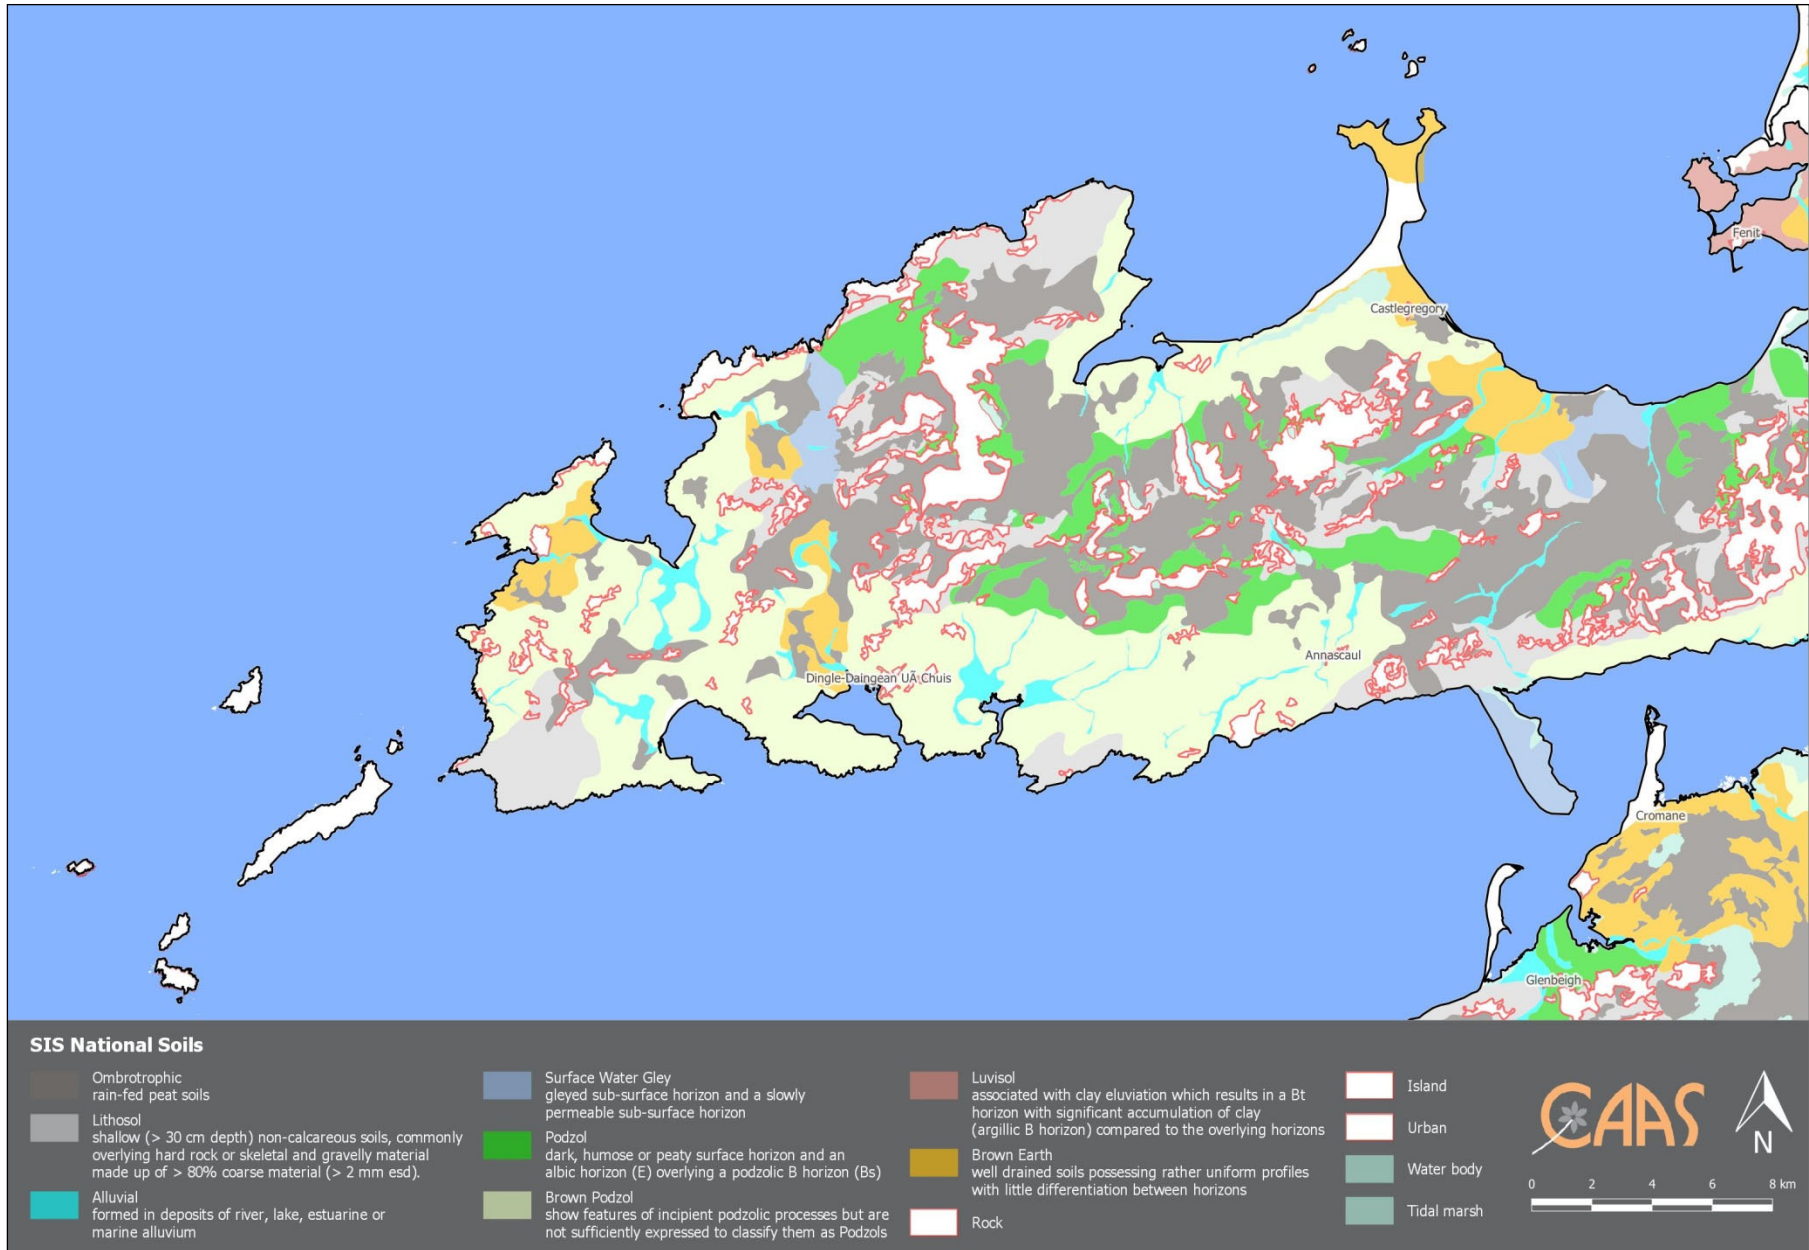 Fenit
Castlegregory
Annascaul
Dingle-Daingean UÃ Chuis
Cromane
Glenbeigh
SIS National Soils
Ombrotrophic
rain-fed peat soils
Lithosol
shallow (> 30 cm depth) non-calcareous soils, commonly
overlying hard rock or skeletal and gravelly material
made up of > 80% coarse material (> 2 mm esd).
Alluvial
formed in deposits of river, lake, estuarine or
marine alluvium
Surface Water Gley
gleyed sub-surface horizon and a slowly
permeable sub-surface horizon
Podzol
dark, humose or peaty surface horizon and an
albic horizon (E) overlying a podzolic B horizon (Bs)
Brown Podzol
show features of incipient podzolic processes but are
not sufficiently expressed to classify them as Podzols
Luvisol
associated with clay eluviation which results in a Bt
horizon with significant accumulation of clay
(argillic B horizon) compared to the overlying horizons
Brown Earth
well drained soils possessing rather uniform profiles
with little differentiation between horizons
Rock
Island
Urban
Water body
Tidal marsh
CAAS
N
0 2 4 6 8 km